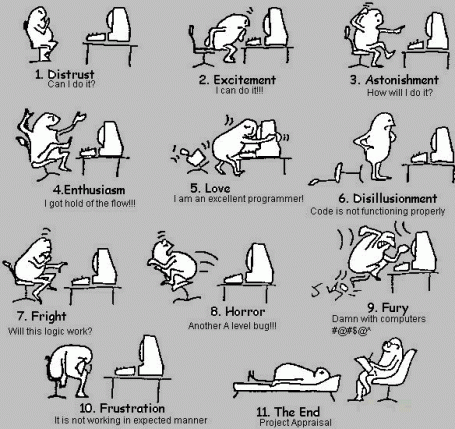 1. Distrust
Can I do it?
2. Excitement
I can do it!!!
3. Astonishment
How will I do it?
4.Enthusiasm
I got hold of the flow!!!
5. Love
I am an excellent programmer!
6. Disillusionment
Code is not functioning properly
7. Fright
Will this logic work?
8. Horror
Another A level bug!!!
9. Fury
Damn with computers
#@#$@^
10. Frustration
It is not working in expected manner
11. The End
Project Appraisal